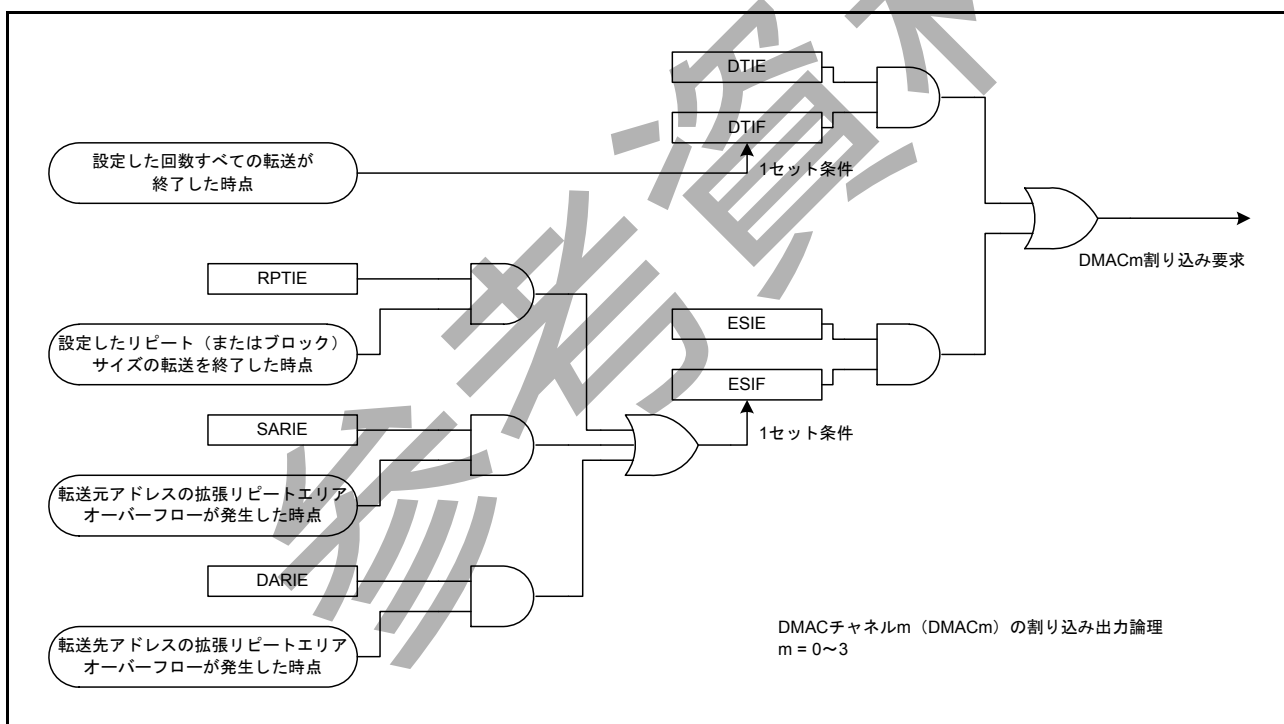 DTIE
DTIF
1セット条件
設定した回数すべての転送が
終了した時点
DMACm割り込み要求
RPTIE
設定したリピート（またはブロック）
サイズの転送を終了した時点
ESIE
ESIF
1セット条件
SARIE
転送元アドレスの拡張リピートエリア
オーバーフローが発生した時点
DARIE
転送先アドレスの拡張リピートエリア
オーバーフローが発生した時点
DMACチャネルm（DMACm）の割り込み出力論理
m = 0～3
参考資料